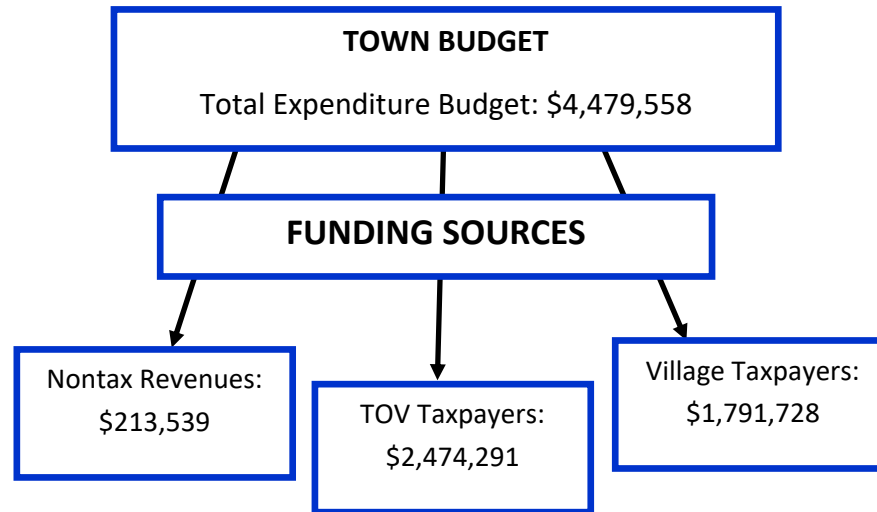 TOWN BUDGET
Total Expenditure Budget: $4,479,558
FUNDING SOURCES
Nontax Revenues:
$213,539
TOV Taxpayers:
$2,474,291
Village Taxpayers:
$1,791,728